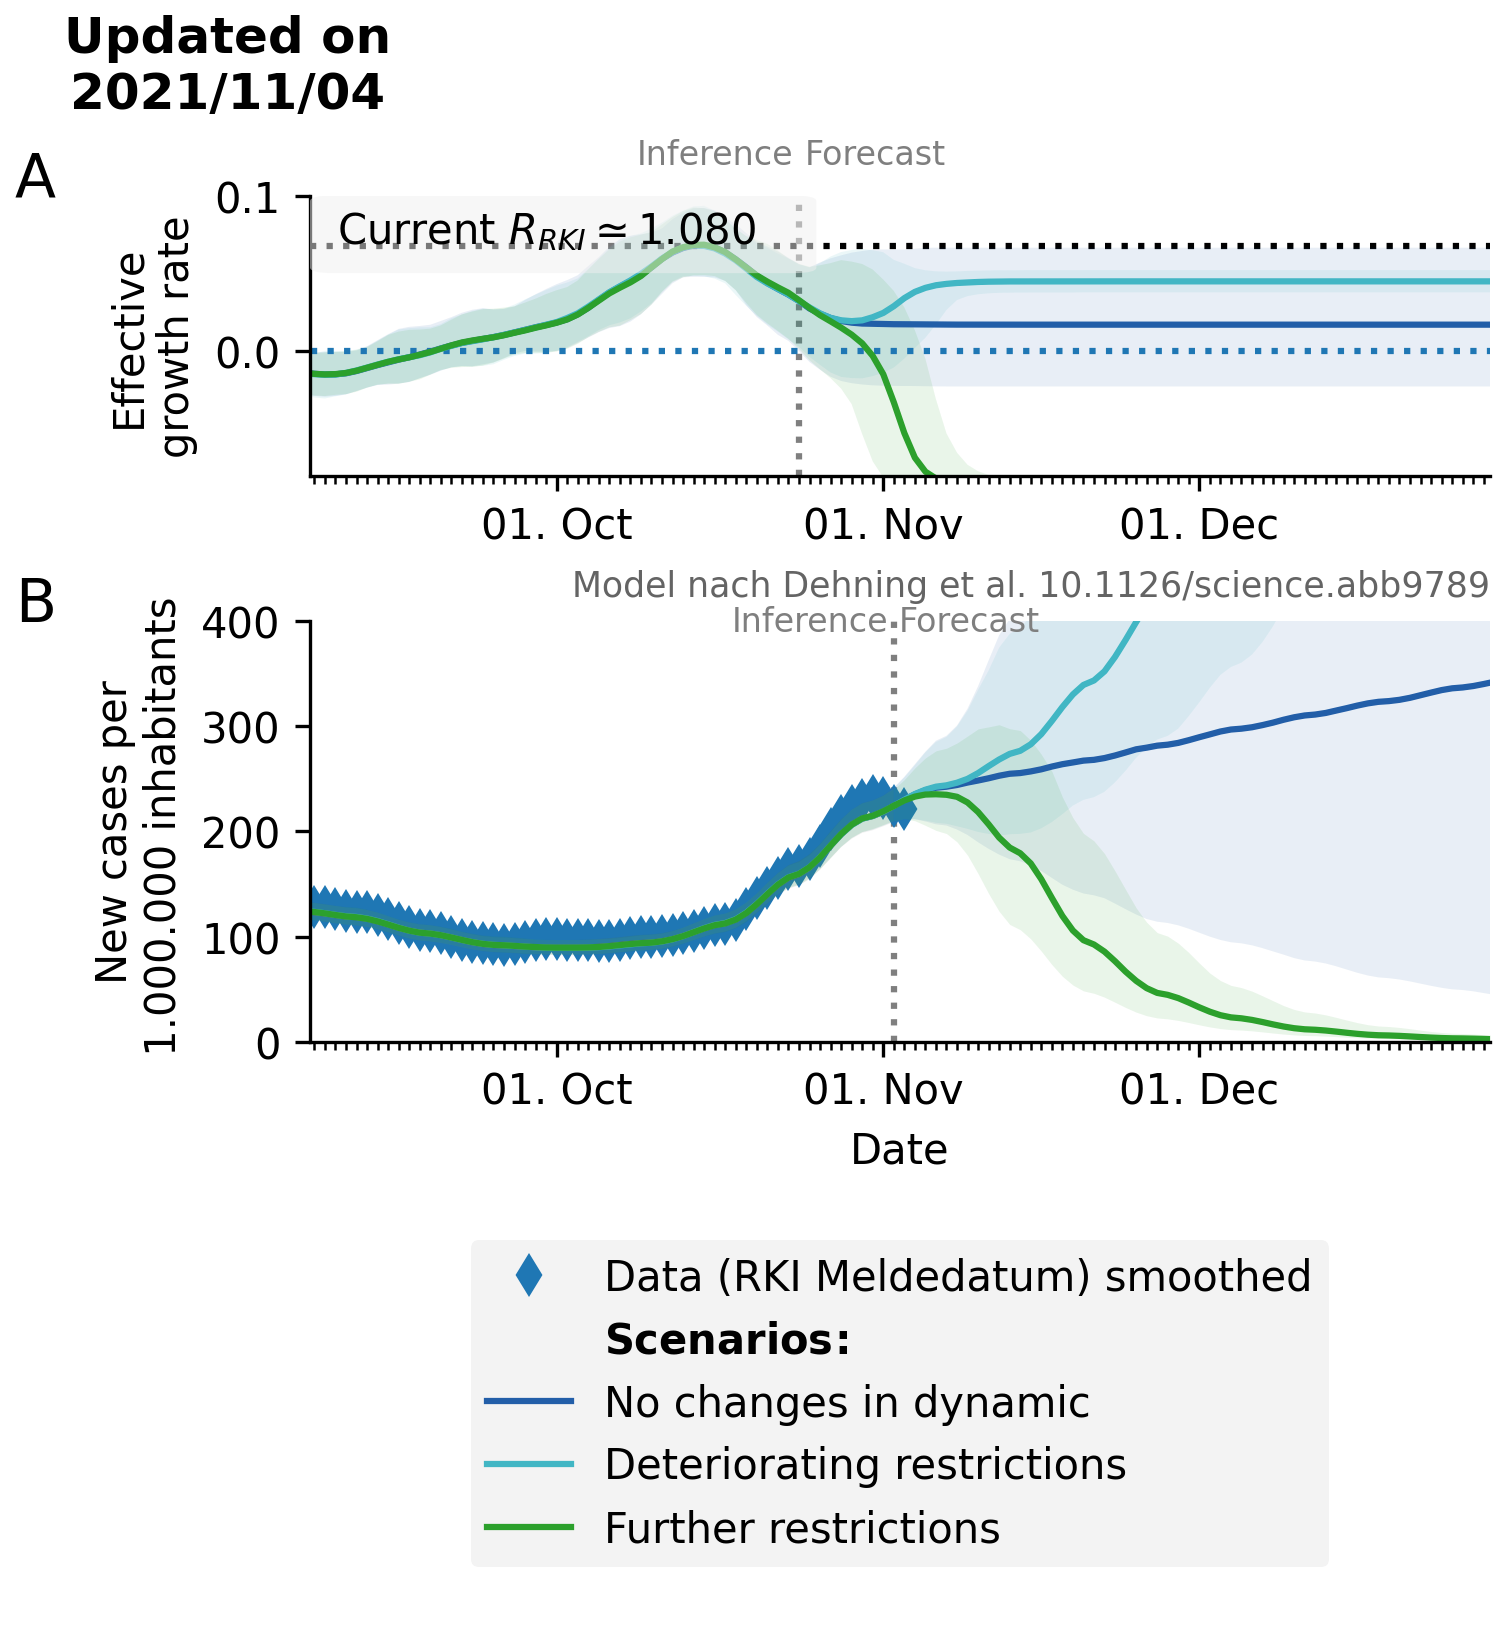 Updated on
2021/11/04
A
Inference Forecast
Effective
growth rate
0.1
0.0
Current R_RKI ≃ 1.080
01. Oct
01. Nov
01. Dec
B
Model nach Dehning et al. 10.1126/science.abb9789
Inference Forecast
New cases per
1.000.000 inhabitants
400
300
200
100
0
01. Oct
01. Nov
01. Dec
Date
Data (RKI Meldedatum) smoothed
Scenarios:
No changes in dynamic
Deteriorating restrictions
Further restrictions